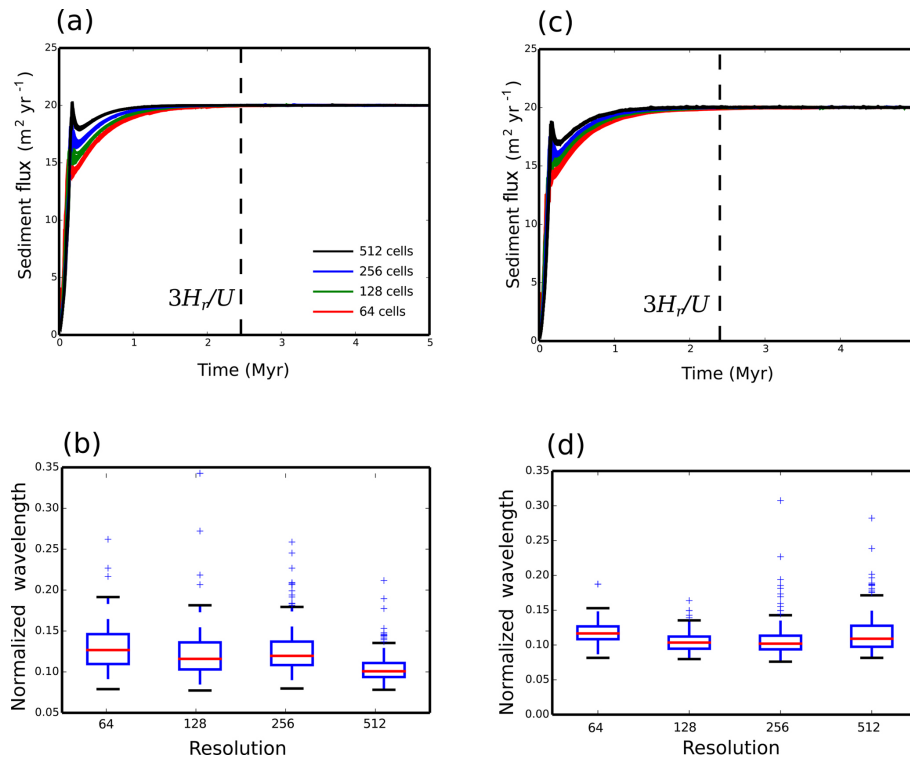 (a)
25
20
15
10
5
0
Sediment flux (m² yr⁻¹)
512 cells
256 cells
128 cells
64 cells
3Hᵣ/U
0 1 2 3 4 5
Time (Myr)
(c)
25
20
15
10
5
0
Sediment flux (m² yr⁻¹)
3Hᵣ/U
0 1 2 3 4
Time (Myr)
(b)
0.35
0.30
0.25
0.20
0.15
0.10
0.05
Normalized wavelength
64 128 256 512
Resolution
(d)
0.35
0.30
0.25
0.20
0.15
0.10
0.05
0.00
Normalized wavelength
64 128 256 512
Resolution